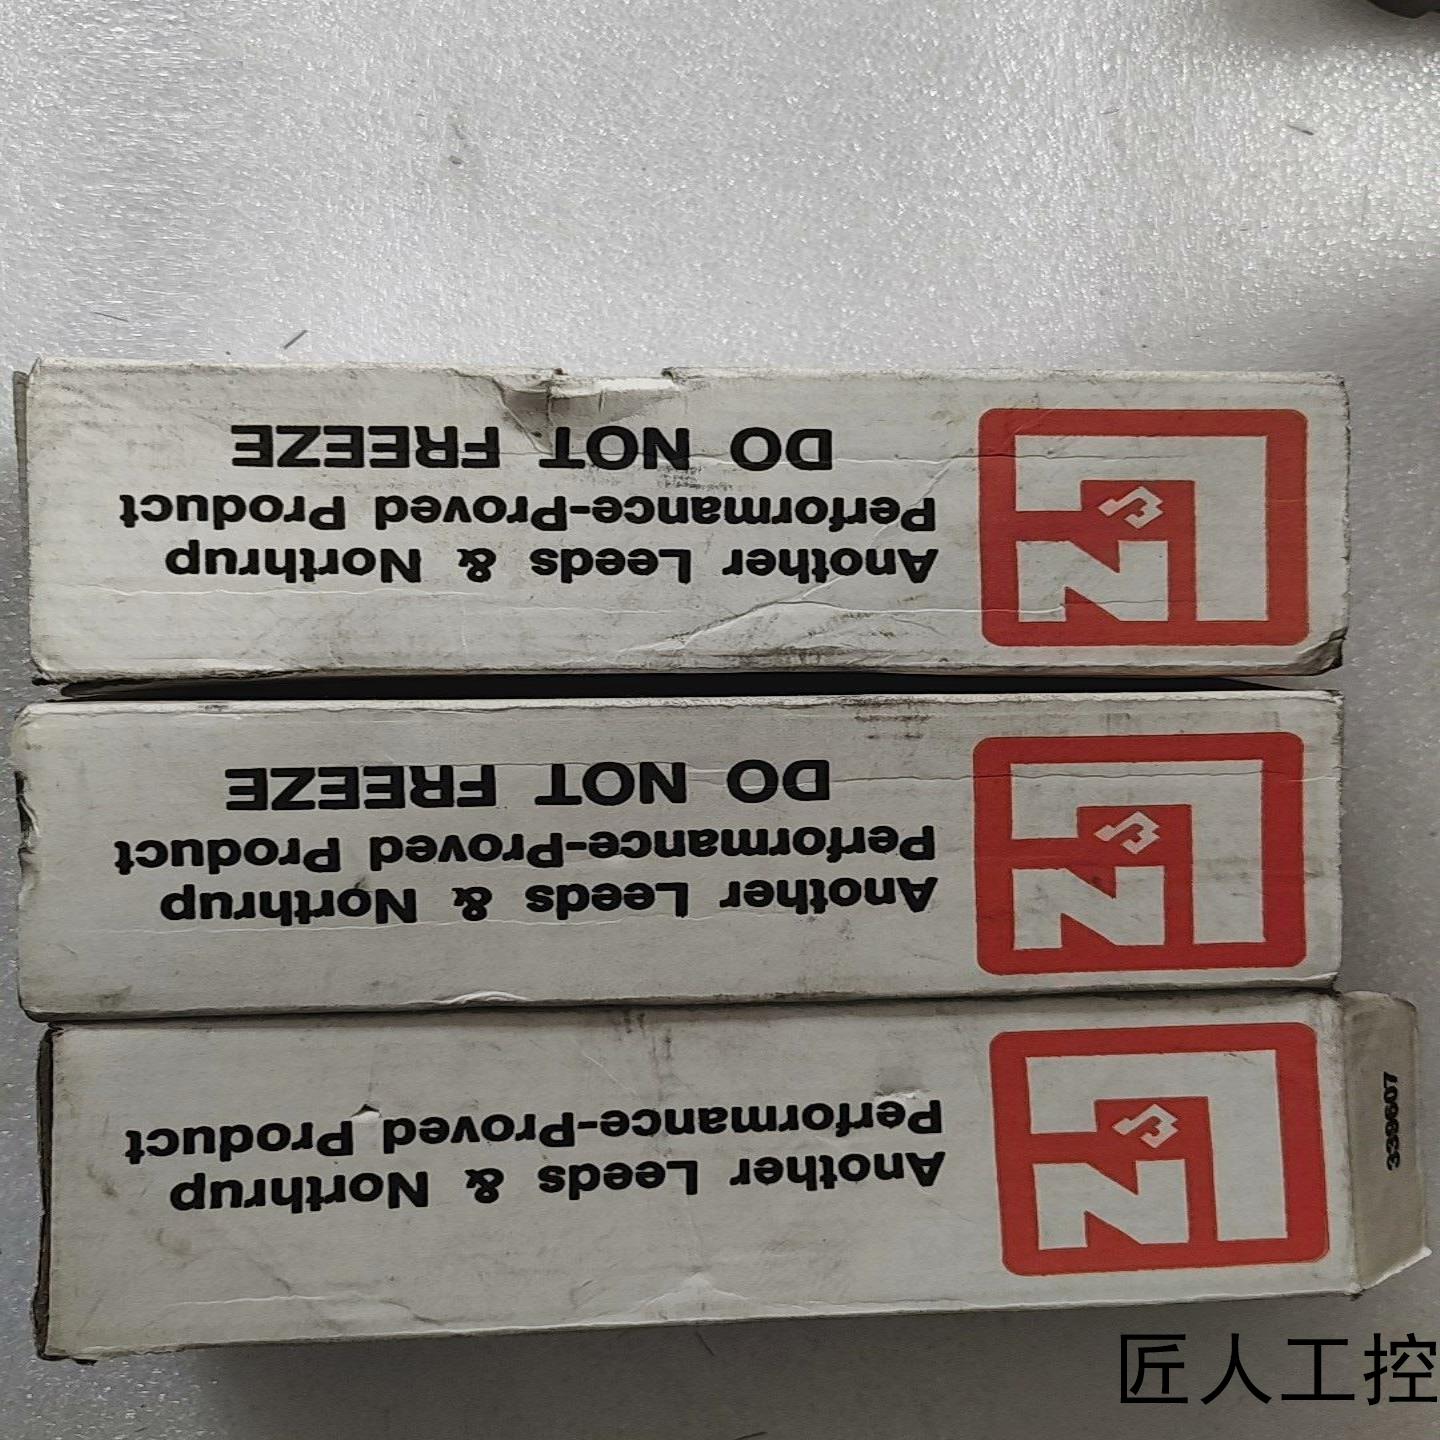 DO NOT FREEZE
Performance-Proved Product
Another Leeds & Northrup
L&N
DO NOT FREEZE
Performance-Proved Product
Another Leeds & Northrup
L&N
Performance-Proved Product
Another Leeds & Northrup
L&N
339607
匠人工控